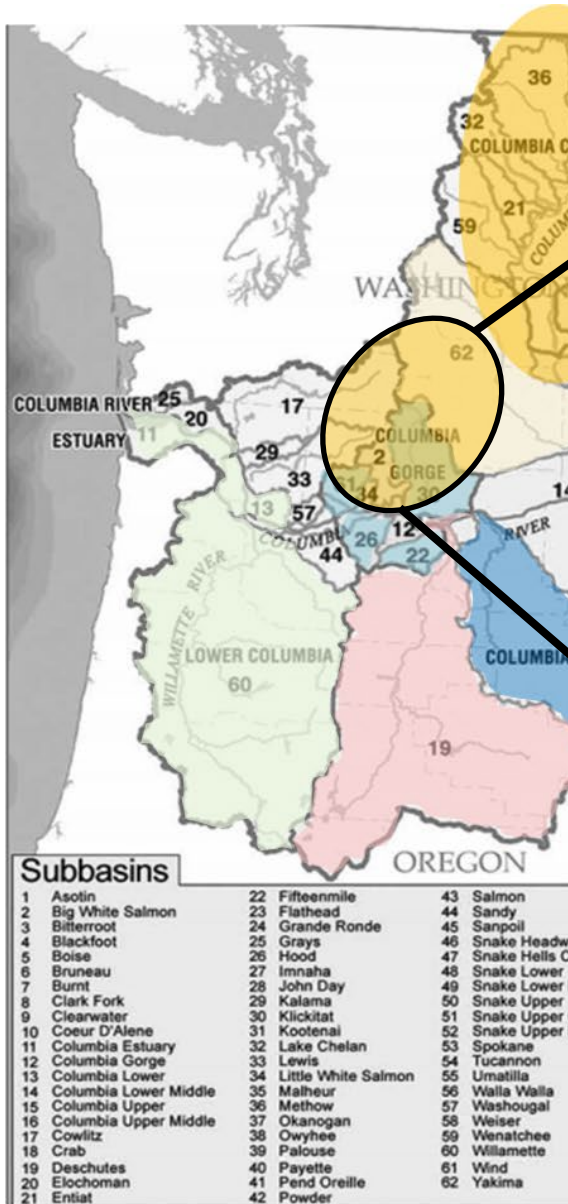 36
32
COLUMBIA C
21
59
COLUM
WASHINGTON
62
COLUMBIA RIVER
25
17
20
ESTUARY
11
COLUMBIA
29
2
GORGE
33
61
34
30
14
13
57
12
RIVER
COLUMBIA
26
44
22
WILLAMETTE RIVER
LOWER COLUMBIA
COLUMBIA
60
19
OREGON
Subbasins
1 Asotin
2 Big White Salmon
3 Bitterroot
4 Blackfoot
5 Boise
6 Bruneau
7 Burnt
8 Clark Fork
9 Clearwater
10 Coeur D'Alene
11 Columbia Estuary
12 Columbia Gorge
13 Columbia Lower
14 Columbia Lower Middle
15 Columbia Upper
16 Columbia Upper Middle
17 Cowlitz
18 Crab
19 Deschutes
20 Elochoman
21 Entiat
22 Fifteenmile
23 Flathead
24 Grande Ronde
25 Grays
26 Hood
27 Imnaha
28 John Day
29 Kalama
30 Klickitat
31 Kootenai
32 Lake Chelan
33 Lewis
34 Little White Salmon
35 Malheur
36 Methow
37 Okanogan
38 Owyhee
39 Palouse
40 Payette
41 Pend Oreille
42 Powder
43 Salmon
44 Sandy
45 Sanpoil
46 Snake Headw
47 Snake Hells C
48 Snake Lower
49 Snake Lower
50 Snake Upper
51 Snake Upper
52 Snake Upper
53 Spokane
54 Tucannon
55 Umatilla
56 Walla Walla
57 Washougal
58 Weiser
59 Wenatchee
60 Willamette
61 Wind
62 Yakima